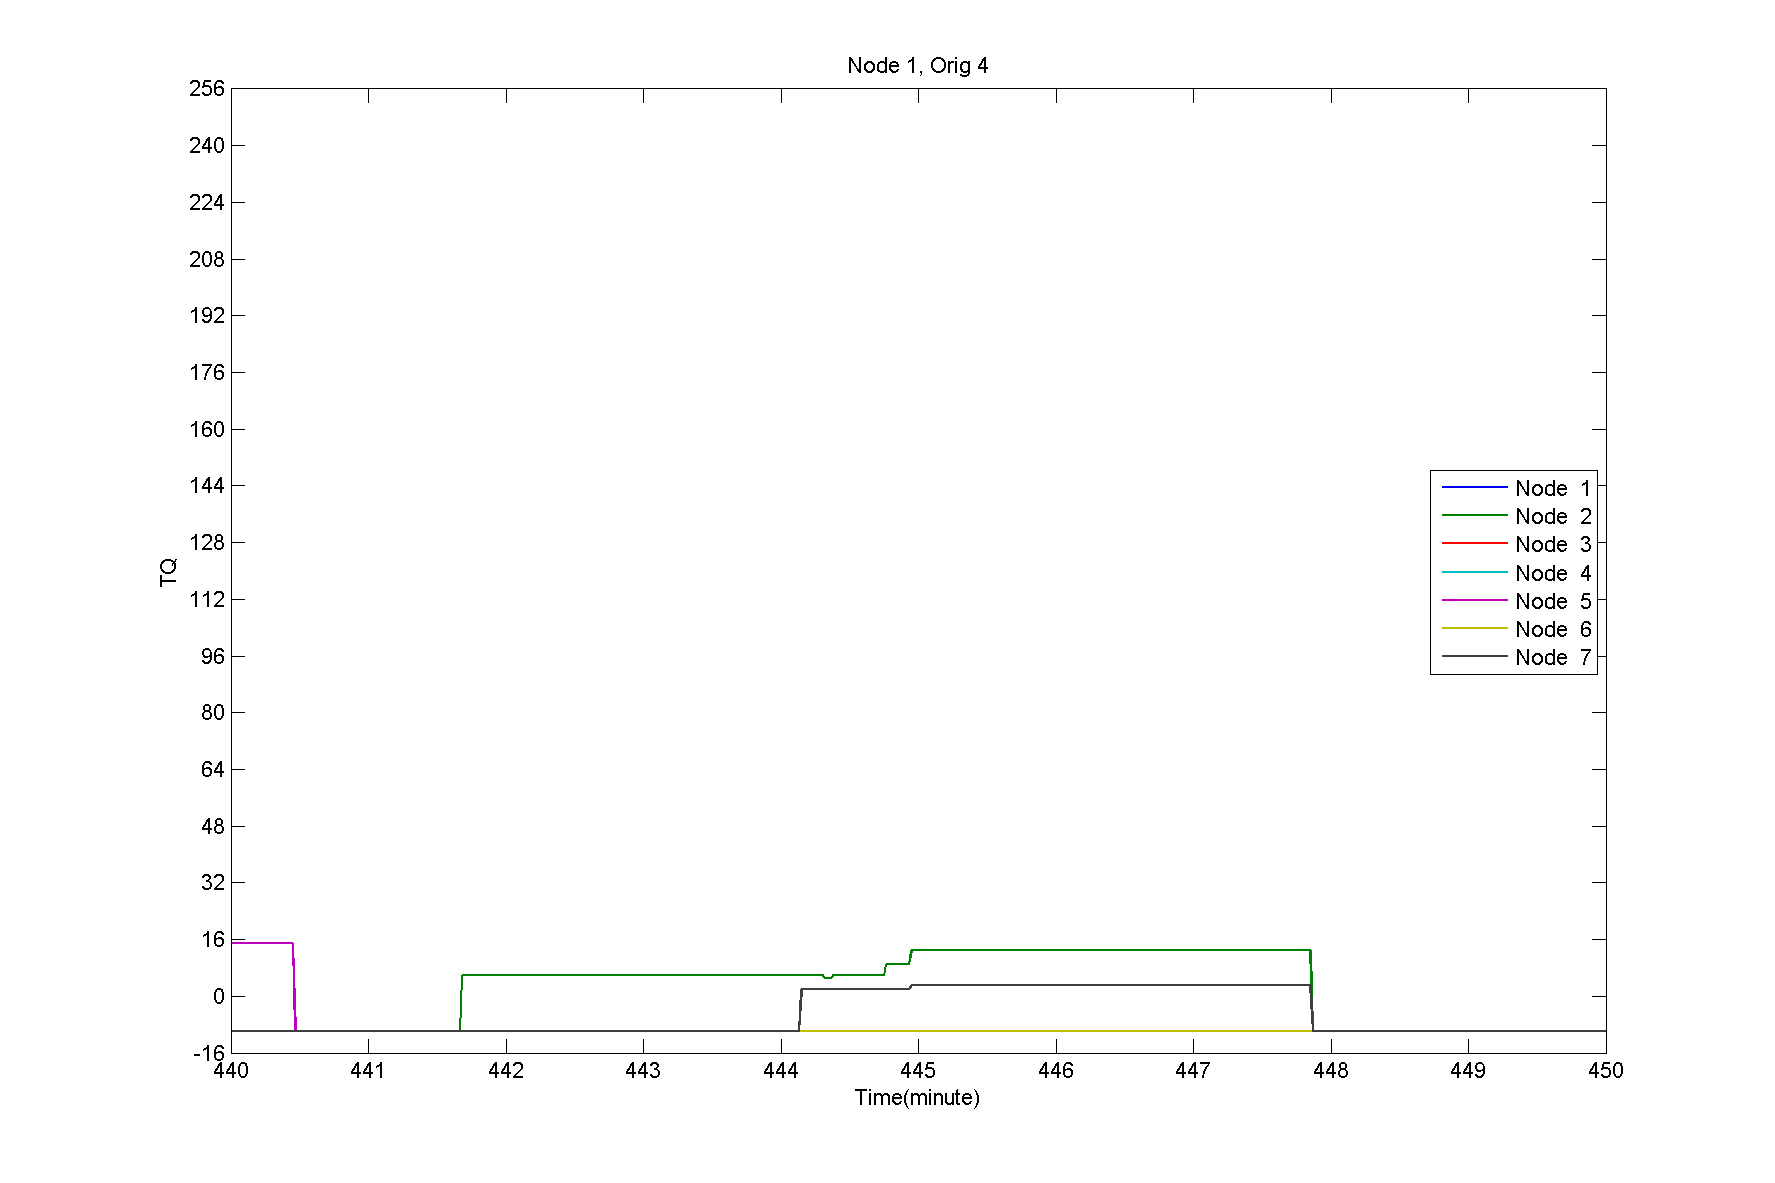 Node 1, Orig 4
256
240
224
208
192
176
160
144
128
112
96
80
64
48
32
16
0
-16
TQ
Node 1
Node 2
Node 3
Node 4
Node 5
Node 6
Node 7
440 441 442 443 444 445 446 447 448 449 450
Time(minute)